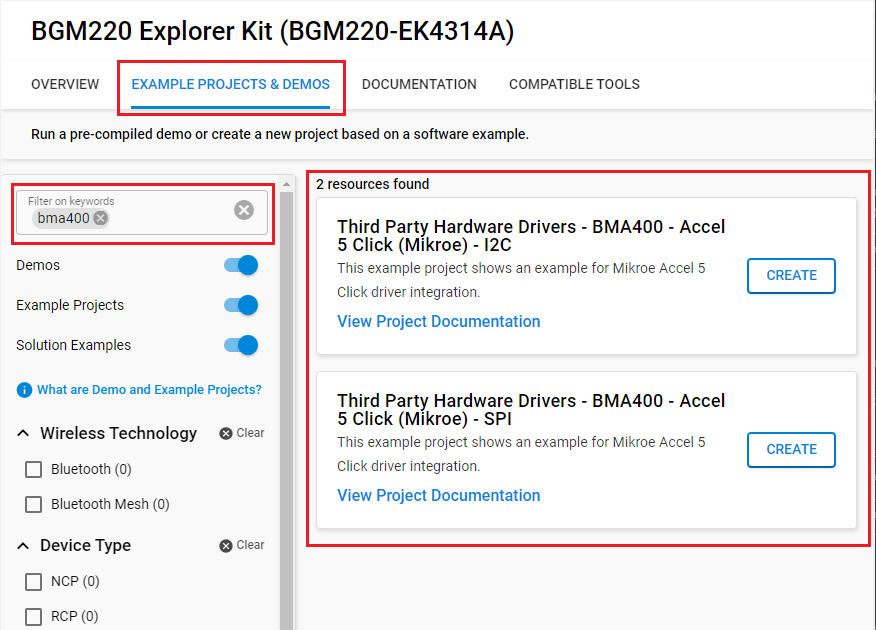 BGM220 Explorer Kit (BGM220-EK4314A)
OVERVIEW
EXAMPLE PROJECTS & DEMOS
DOCUMENTATION
COMPATIBLE TOOLS
Run a pre-compiled demo or create a new project based on a software example.
Filter on keywords
bma400
Demos
Example Projects
Solution Examples
What are Demo and Example Projects?
Wireless Technology
Clear
Bluetooth (0)
Bluetooth Mesh (0)
Device Type
Clear
NCP (0)
RCP (0)
2 resources found
Third Party Hardware Drivers - BMA400 - Accel
5 Click (Mikroe) - I2C
This example project shows an example for Mikroe Accel 5
Click driver integration.
View Project Documentation
CREATE
Third Party Hardware Drivers - BMA400 - Accel
5 Click (Mikroe) - SPI
This example project shows an example for Mikroe Accel 5
Click driver integration.
View Project Documentation
CREATE